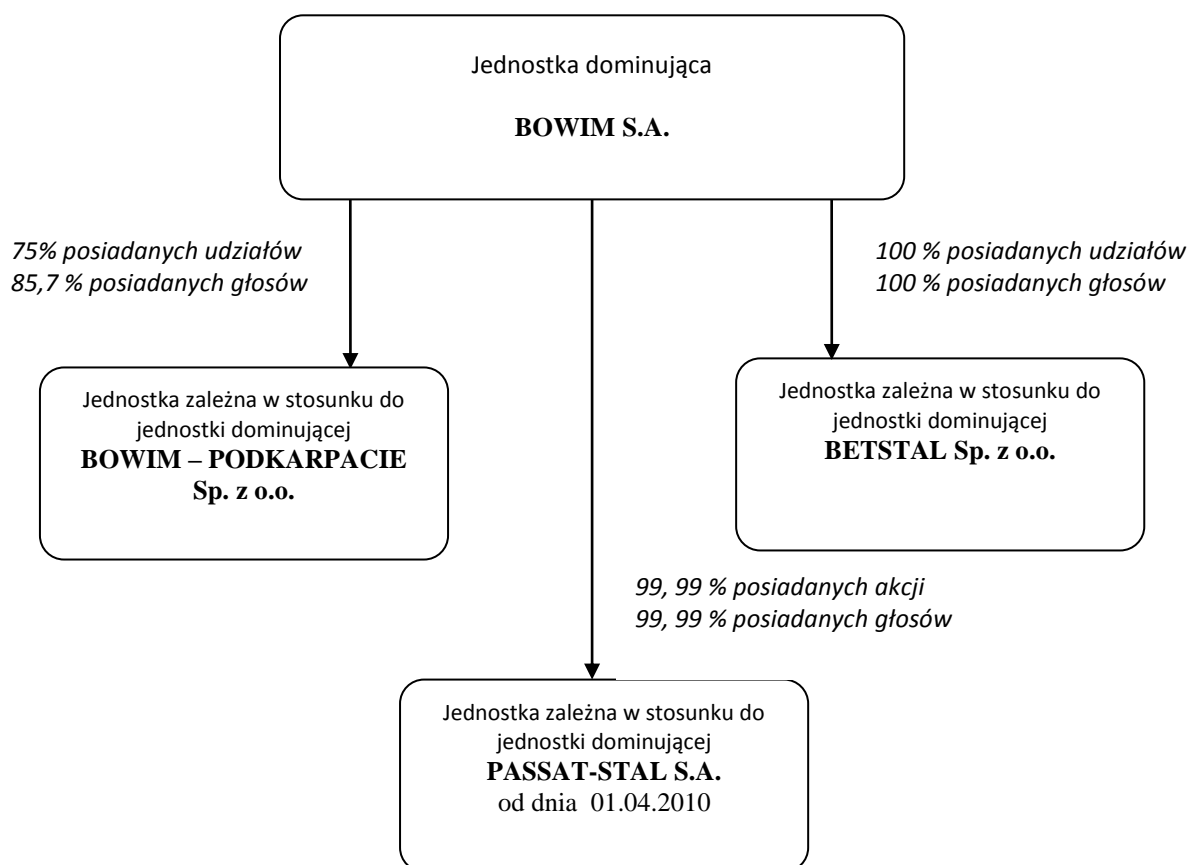 Jednostka dominująca
BOWIM S.A.
75% posiadanych udziałów
85,7 % posiadanych głosów
100 % posiadanych udziałów
100 % posiadanych głosów
Jednostka zależna w stosunku do
jednostki dominującej
BOWIM – PODKARPACIE
Sp. z o.o.
Jednostka zależna w stosunku do
jednostki dominującej
BETSTAL Sp. z o.o.
99, 99 % posiadanych akcji
99, 99 % posiadanych głosów
Jednostka zależna w stosunku do
jednostki dominującej
PASSAT-STAL S.A.
od dnia 01.04.2010